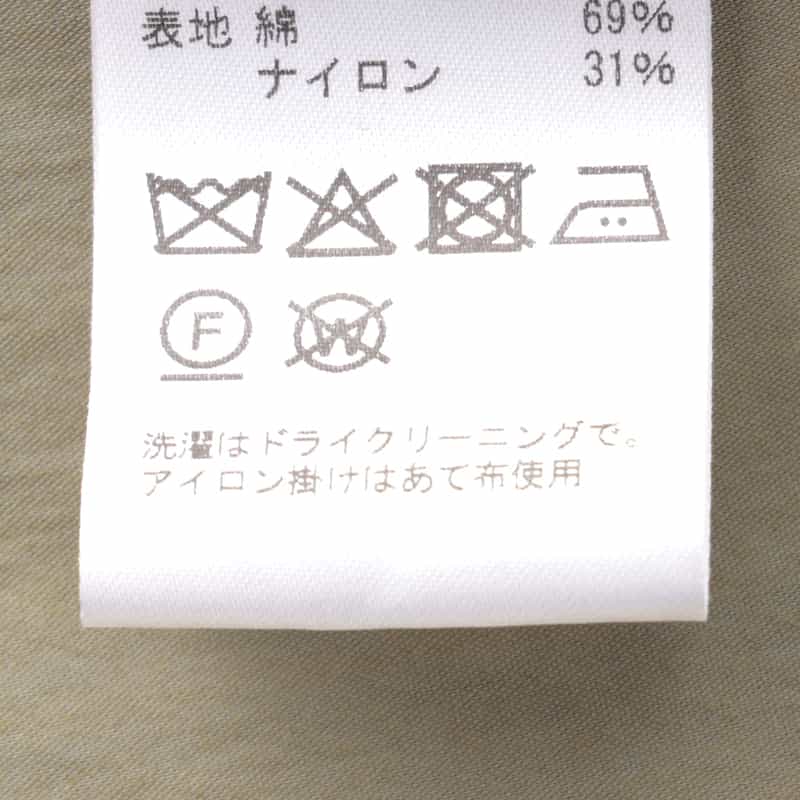 表地 綿 69%
ナイロン 31%
F W
洗濯はドライクリーニングで。
アイロン掛けはあて布使用